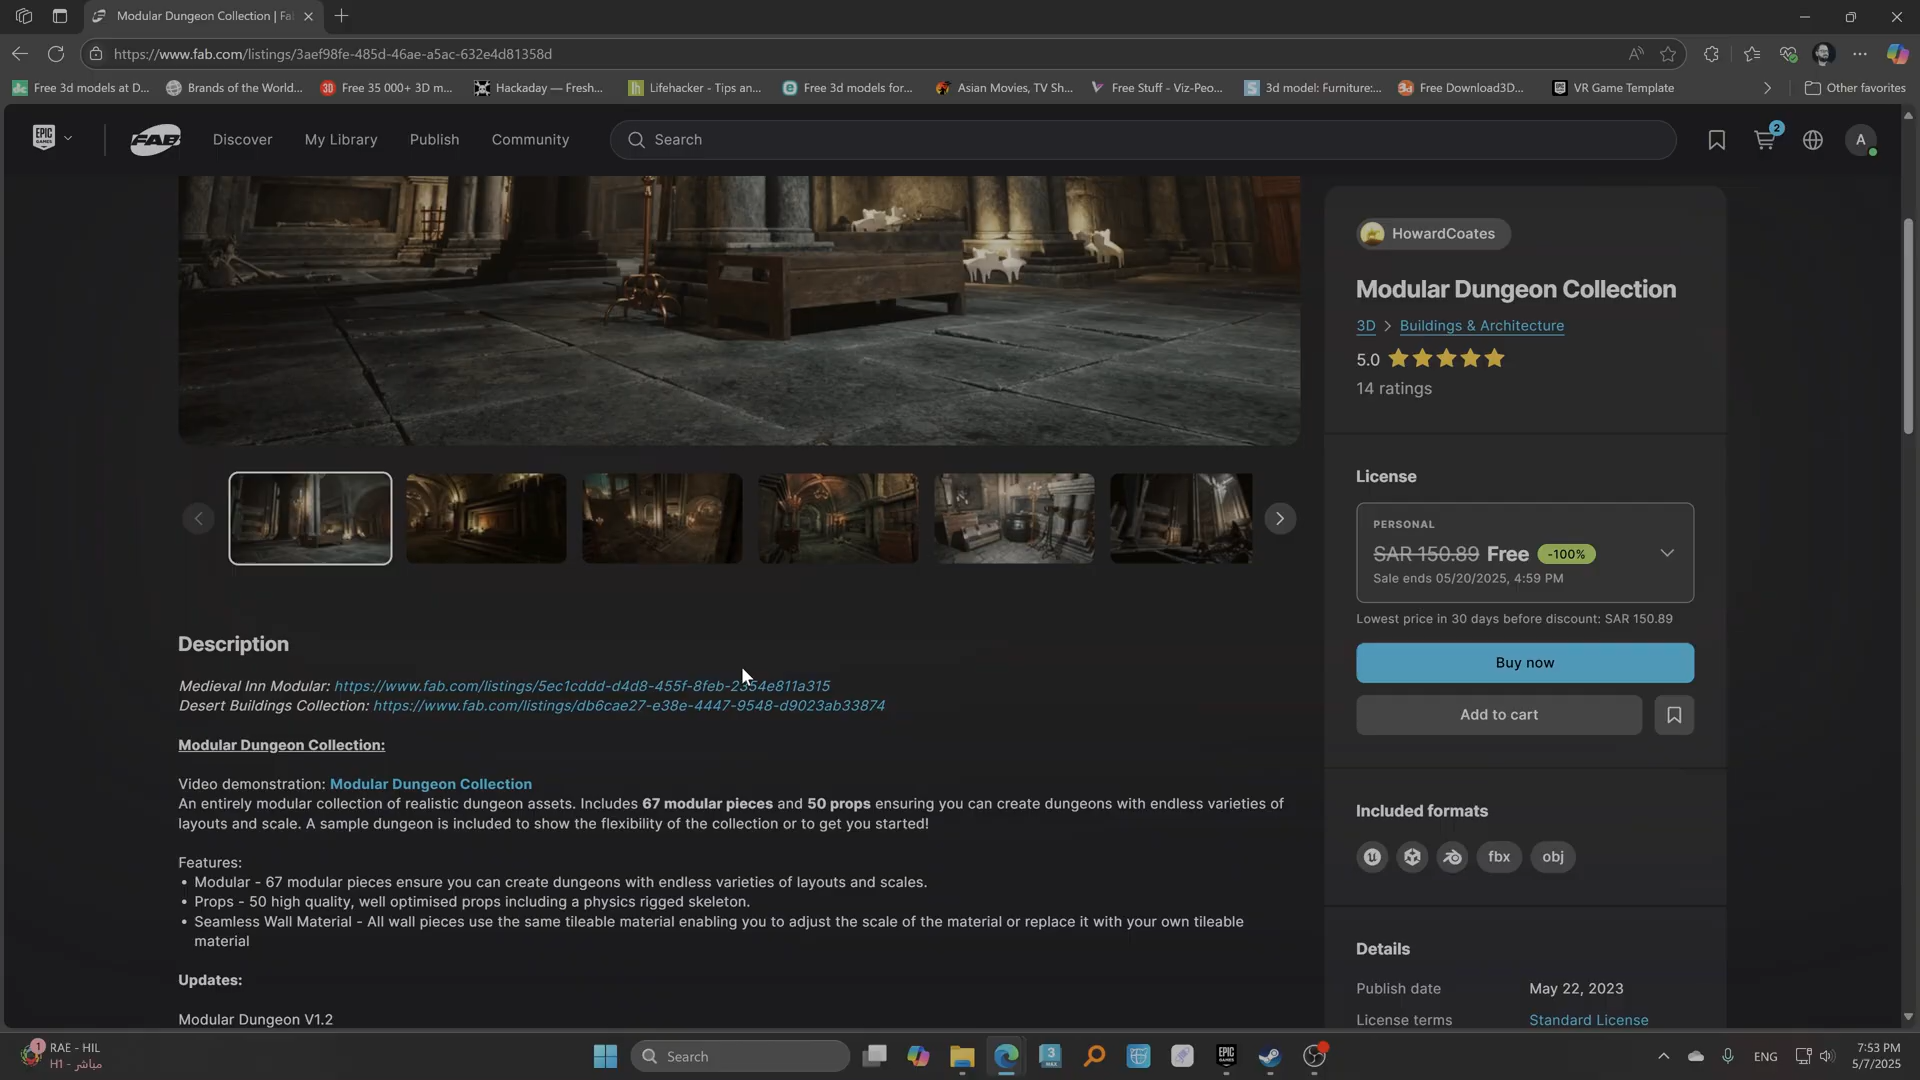 Modular Dungeon Collection | Fa
https://www.fab.com/listings/3aef98fe-485d-46ae-a5ac-632e4d81358d
Free 3d models at D...
Brands of the World...
3D
Free 35 000+ 3D m...
Hackaday — Fresh...
lh
Lifehacker - Tips an...
Free 3d models for...
Asian Movies, TV Sh...
Free Stuff - Viz-Peo...
3d model: Furniture:...
Free Download3D...
VR Game Template
Other favorites
EPIC GAMES
FAB
Discover
My Library
Publish
Community
Search
2
A
HowardCoates
Modular Dungeon Collection
3D > Buildings & Architecture
5.0
14 ratings
License
PERSONAL
SAR 150.89 Free -100%
Sale ends 05/20/2025, 4:59 PM
Lowest price in 30 days before discount: SAR 150.89
Buy now
Add to cart
Included formats
fbx
obj
Details
Publish date May 22, 2023
License terms Standard License
Description
Medieval Inn Modular: https://www.fab.com/listings/5ec1cddd-d4d8-455f-8feb-2354e811a315
Desert Buildings Collection: https://www.fab.com/listings/db6cae27-e38e-4447-9548-d9023ab33874
Modular Dungeon Collection:
Video demonstration: Modular Dungeon Collection
An entirely modular collection of realistic dungeon assets. Includes 67 modular pieces and 50 props ensuring you can create dungeons with endless varieties of
layouts and scale. A sample dungeon is included to show the flexibility of the collection or to get you started!
Features:
• Modular - 67 modular pieces ensure you can create dungeons with endless varieties of layouts and scales.
• Props - 50 high quality, well optimised props including a physics rigged skeleton.
• Seamless Wall Material - All wall pieces use the same tileable material enabling you to adjust the scale of the material or replace it with your own tileable
material
Updates:
Modular Dungeon V1.2
1
RAE - HIL
H1 - مباشر
Search
ENG
7:53 PM
5/7/2025